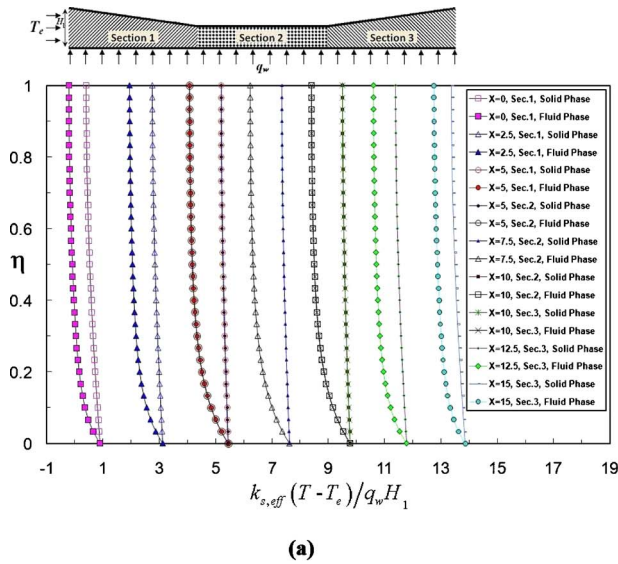 T_e
H_1
Section 1
Section 2
Section 3
q_w
1
0.8
0.6
0.4
0.2
0
η
-1 1 3 5 7 9 11 13 15 17 19
k_{s,eff} (T - T_e)/q_w H_1
X=0, Sec.1, Solid Phase
X=0, Sec.1, Fluid Phase
X=2.5, Sec.1, Solid Phase
X=2.5, Sec.1, Fluid Phase
X=5, Sec.1, Solid Phase
X=5, Sec.1, Fluid Phase
X=5, Sec.2, Solid Phase
X=5, Sec.2, Fluid Phase
X=7.5, Sec.2, Solid Phase
X=7.5, Sec.2, Fluid Phase
X=10, Sec.2, Solid Phase
X=10, Sec.2, Fluid Phase
X=10, Sec.3, Solid Phase
X=10, Sec.3, Fluid Phase
X=12.5, Sec.3, Solid Phase
X=12.5, Sec.3, Fluid Phase
X=15, Sec.3, Solid Phase
X=15, Sec.3, Fluid Phase
(a)